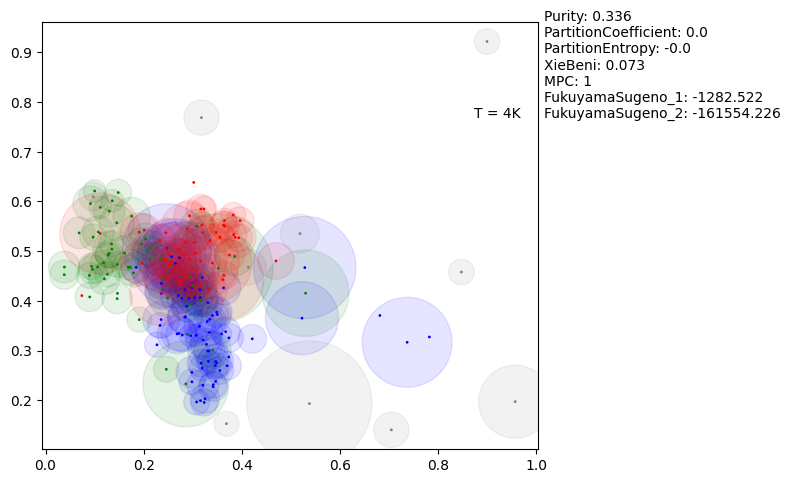 Purity: 0.336
PartitionCoefficient: 0.0
PartitionEntropy: -0.0
XieBeni: 0.073
MPC: 1
FukuyamaSugeno_1: -1282.522
FukuyamaSugeno_2: -161554.226
T = 4K
0.9
0.8
0.7
0.6
0.5
0.4
0.3
0.2
0.0 0.2 0.4 0.6 0.8 1.0